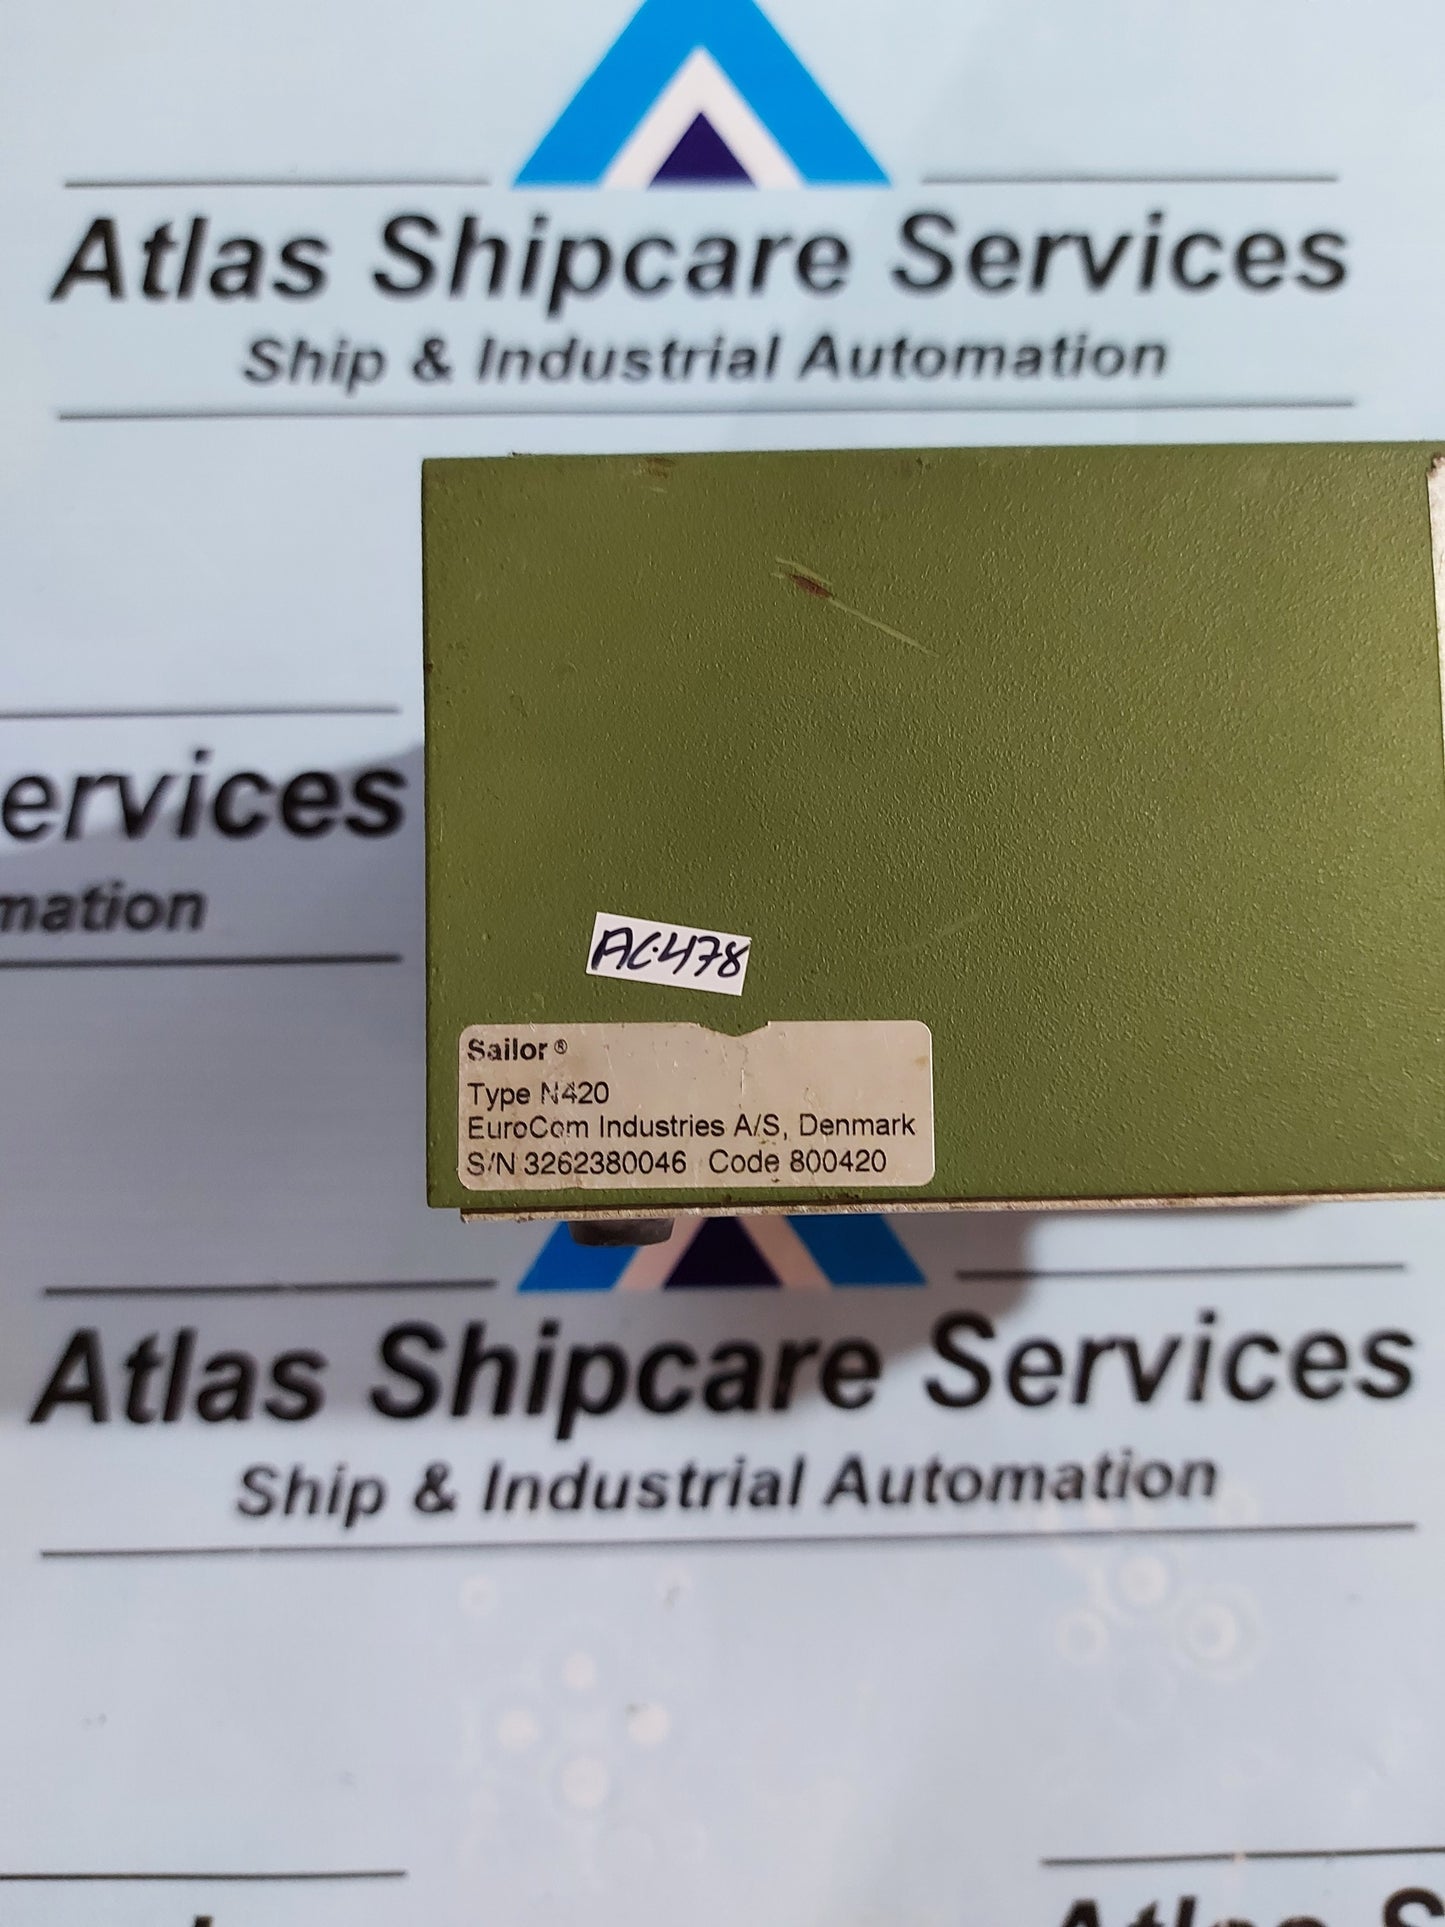 Atlas Shipcare Services
Ship & Industrial Automation
ervices
mation
AC-478
Sailor ®
Type N420
EuroCom Industries A/S, Denmark
S/N 3262380046 Code 800420
Atlas Shipcare Services
Ship & Industrial Automation